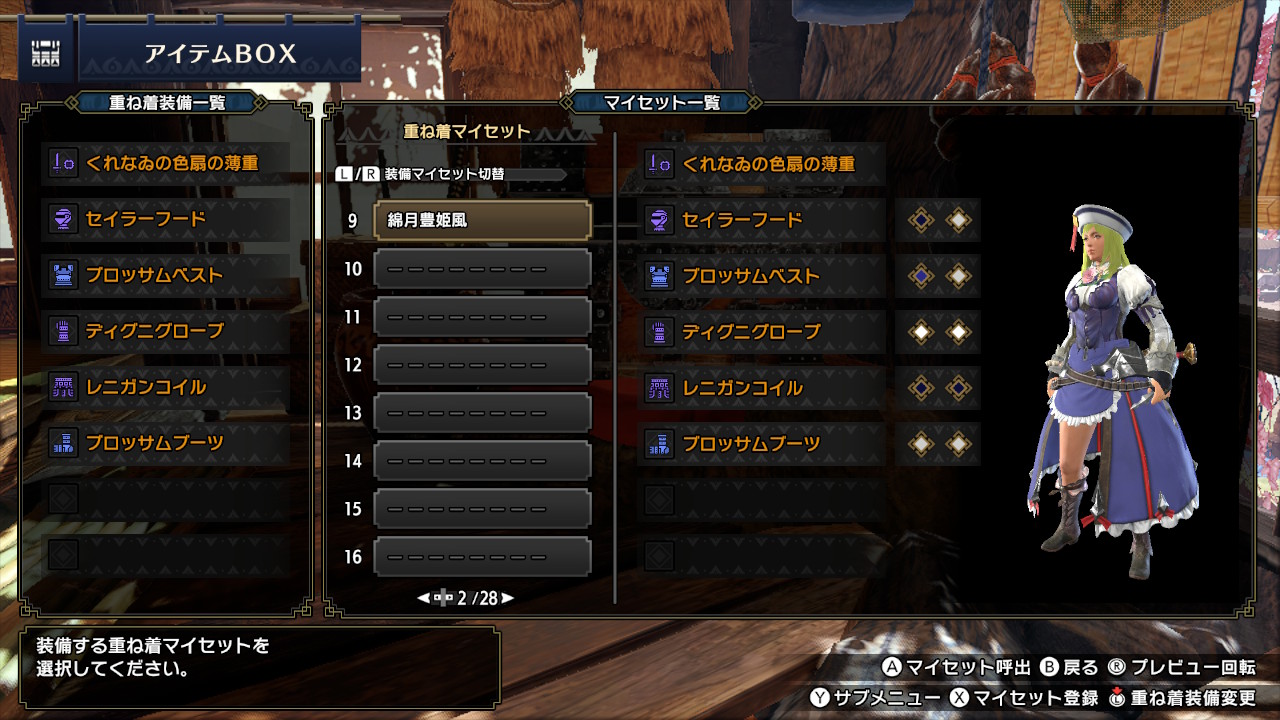 アイテムBOX
重ね着装備一覧
くれなゐの色扇の薄重
セイラーフード
ブロッサムベスト
ディグニグローブ
レニガンコイル
ブロッサムブーツ
マイセット一覧
重ね着マイセット
L/R 装備マイセット切替
9 綿月豊姫風
10 ---------
11 ---------
12 ---------
13 ---------
14 ---------
15 ---------
16 ---------
2/28
くれなゐの色扇の薄重
セイラーフード
ブロッサムベスト
ディグニグローブ
レニガンコイル
ブロッサムブーツ
装備する重ね着マイセットを
選択してください。
Aマイセット呼出 B戻る Rプレビュー回転
Yサブメニュー Xマイセット登録 L重ね着装備変更